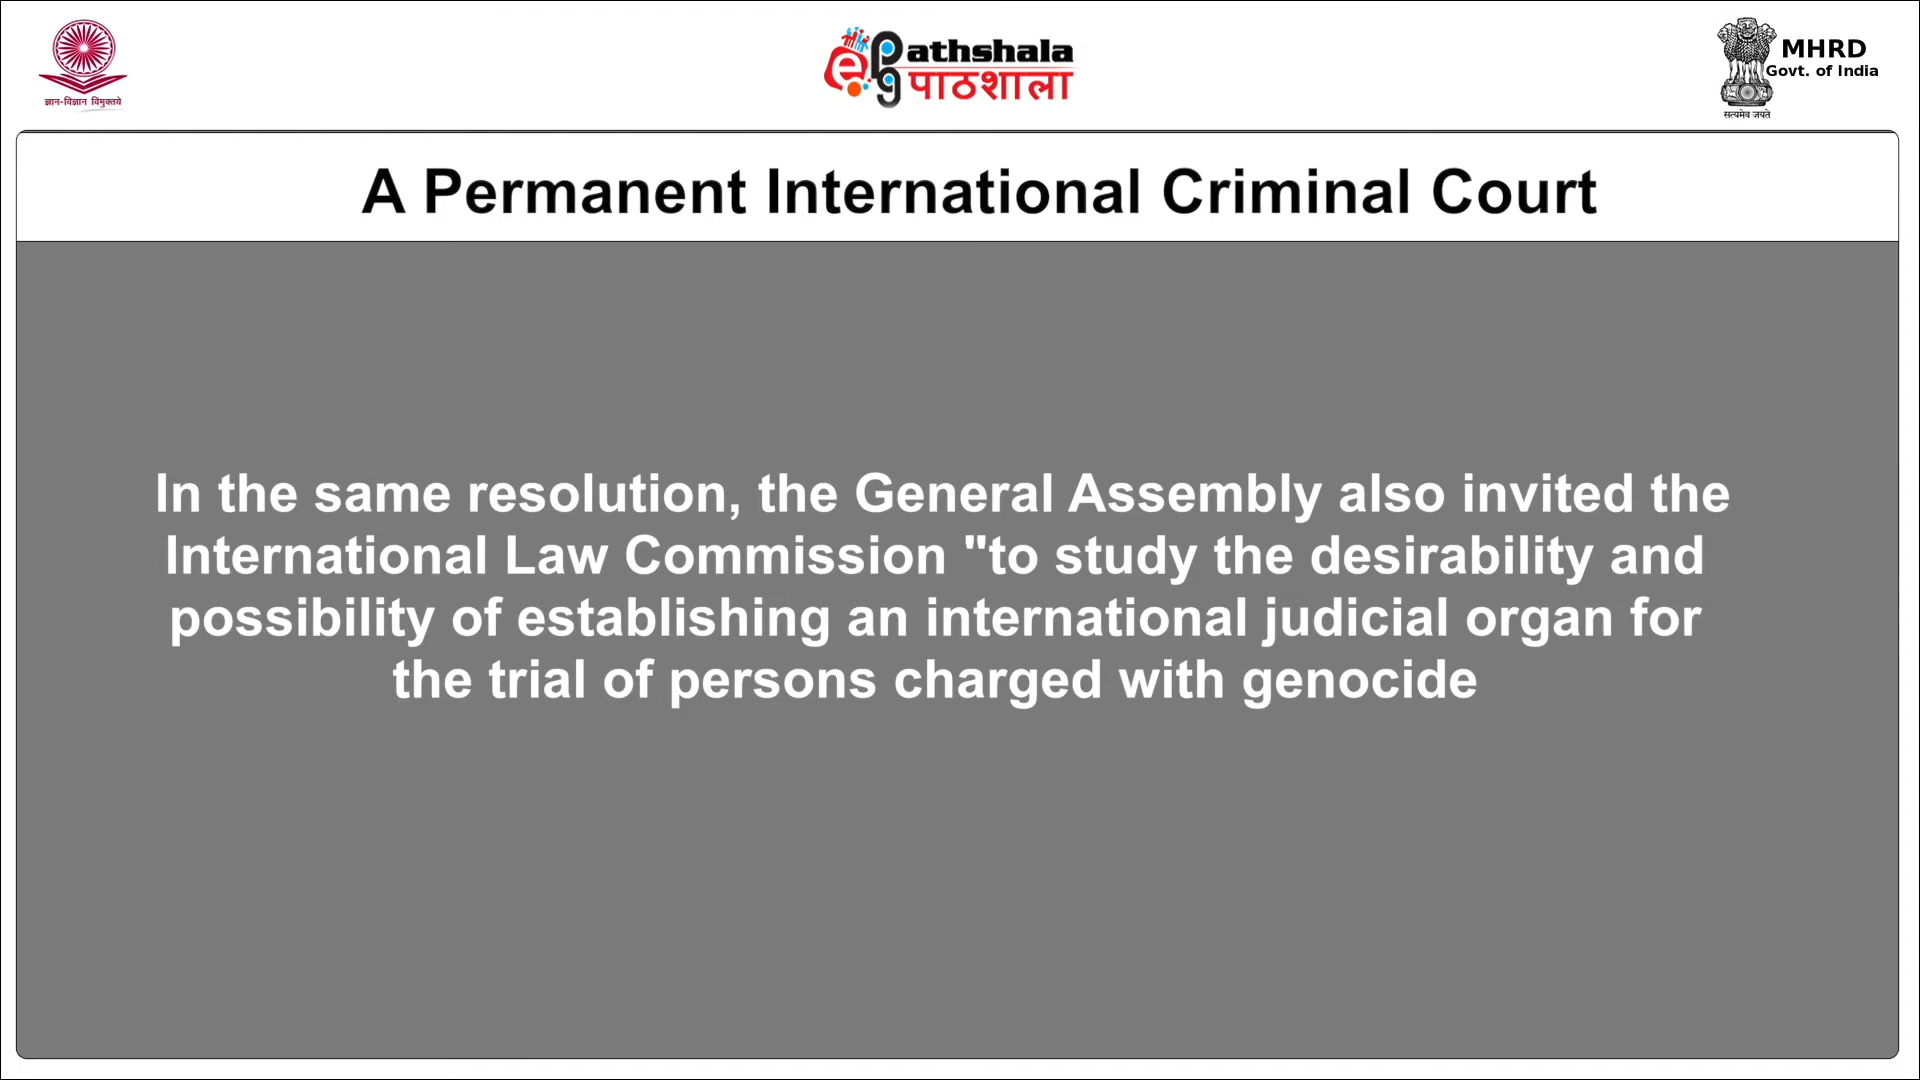 ज्ञान-विज्ञान विमुक्तये
ePGathshala
पाठशाला
MHRD
Govt. of India
सत्यमेव जयते
A Permanent International Criminal Court
In the same resolution, the General Assembly also invited the
International Law Commission "to study the desirability and
possibility of establishing an international judicial organ for
the trial of persons charged with genocide